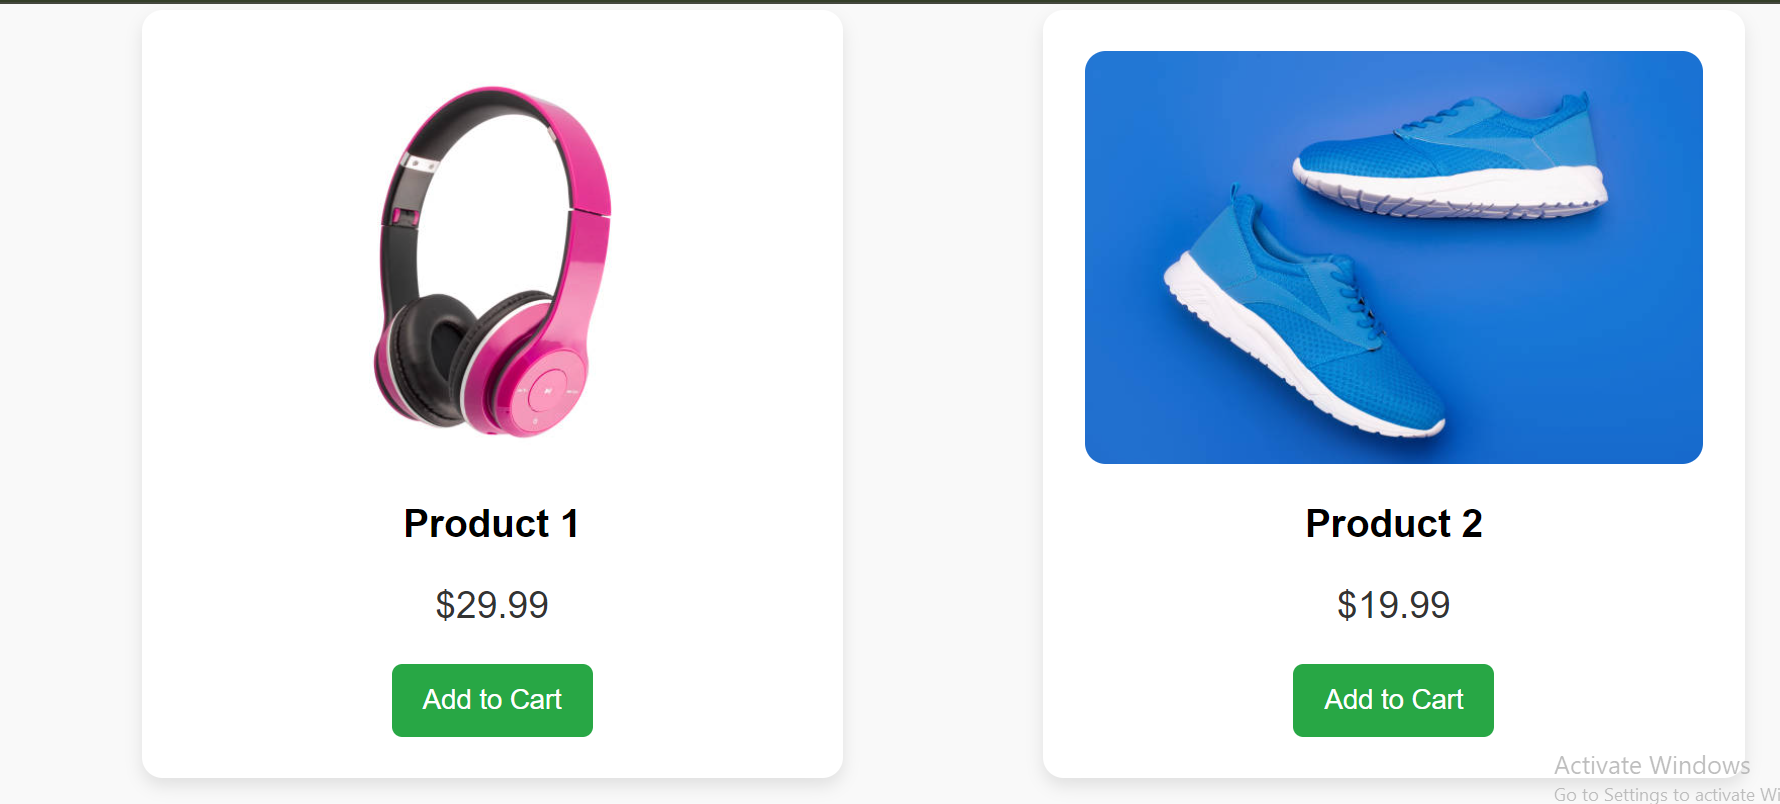 Product 1
$29.99
Add to Cart
Product 2
$19.99
Add to Cart
Activate Windows
Go to Settings to activate Wi